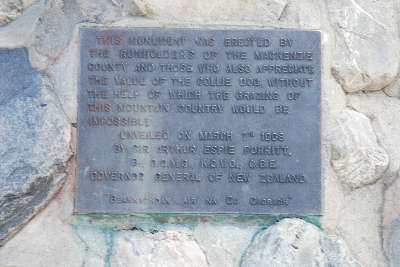 THIS MONUMENT WAS ERECTED BY
THE RUNHOLDERS OF THE MACKENZIE
COUNTY AND THOSE WHO ALSO APPRECIATE
THE VALUE OF THE COLLIE DOG, WITHOUT
THE HELP OF WHICH THE GRAZING OF
THIS MOUNTAIN COUNTRY WOULD BE
IMPOSSIBLE.
UNVEILED ON MARCH 7TH 1968
BY SIR ARTHUR ESPIE PORRITT,
G.C.M.G., K.C.V.O., C.B.E.
GOVERNOR GENERAL OF NEW ZEALAND.
"BEANNACHDAN